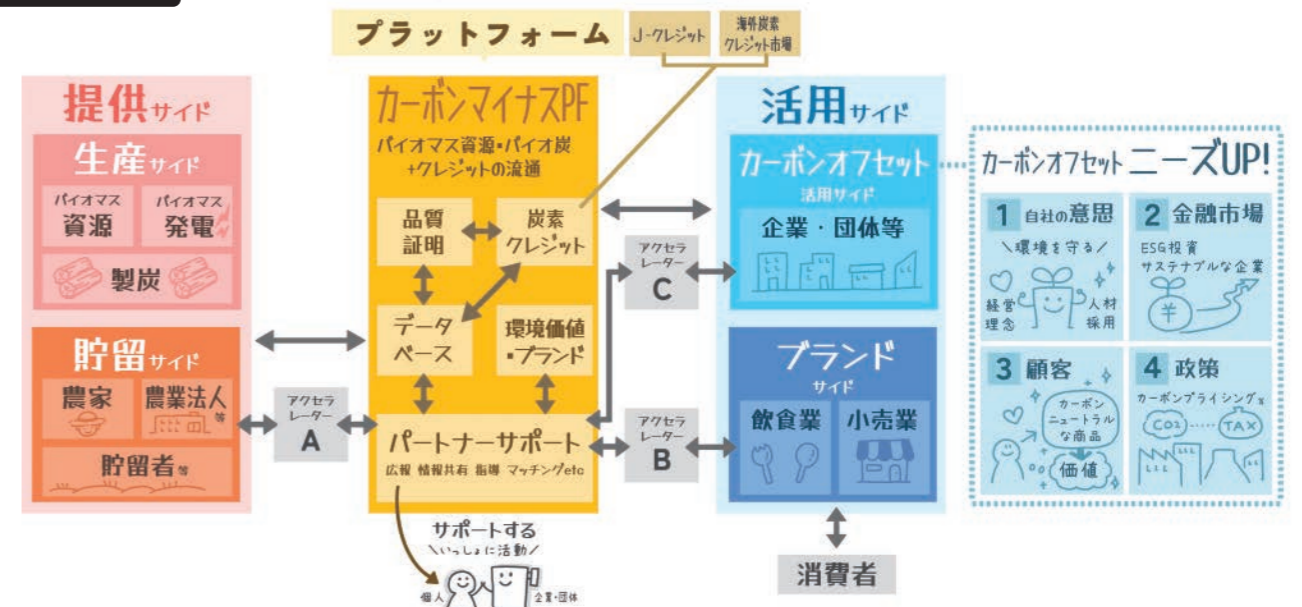 プラットフォーム
J-クレジット
海外炭素
クレジット市場
提供サイド
生産サイド
バイオマス
資源
バイオマス
発電
製炭
貯留サイド
農家
農業法人等
貯留者等
アクセラ
レーター
A
カーボンマイナスPF
バイオマス資源・バイオ炭
+クレジットの流通
品質
証明
炭素
クレジット
データ
ベース
環境価値
・ブランド
パートナーサポート
広報 情報共有 指導 マッチングetc
サポートする
\いっしょに活動/
個人
企業・団体
アクセラ
レーター
C
アクセラ
レーター
B
活用サイド
カーボンオフセット
活用サイド
企業・団体等
ブランド
サイド
飲食業
小売業
消費者
カーボンオフセット ニーズUP!
1 自社の意思
\環境を守る/
経営
理念
人材
採用
2 金融市場
ESG投資
サステナブルな企業
¥
3 顧客
カーボン
ニュートラル
な商品
価値
4 政策
カーボンプライシング
CO2……TAX